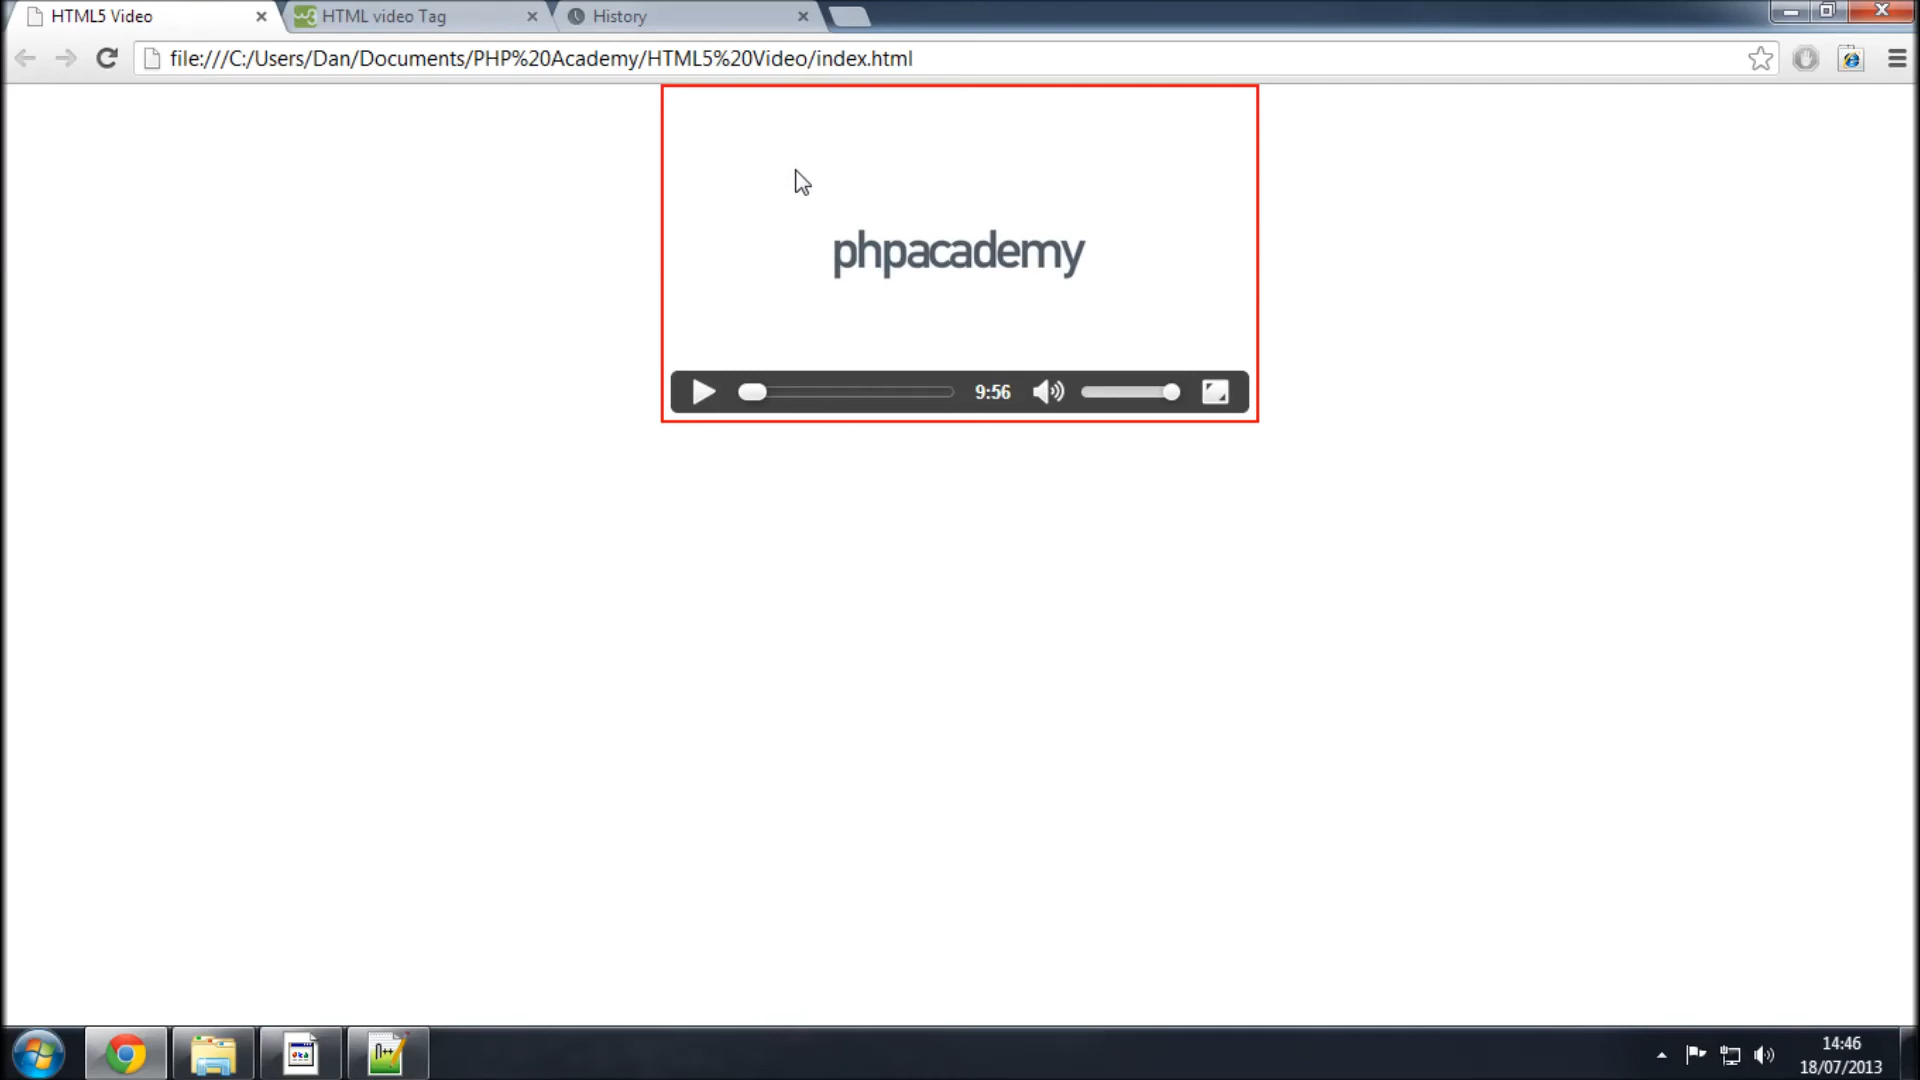 HTML5 Video
HTML video Tag
History
file:///C:/Users/Dan/Documents/PHP%20Academy/HTML5%20Video/index.html
phpacademy
9:56
14:46
18/07/2013